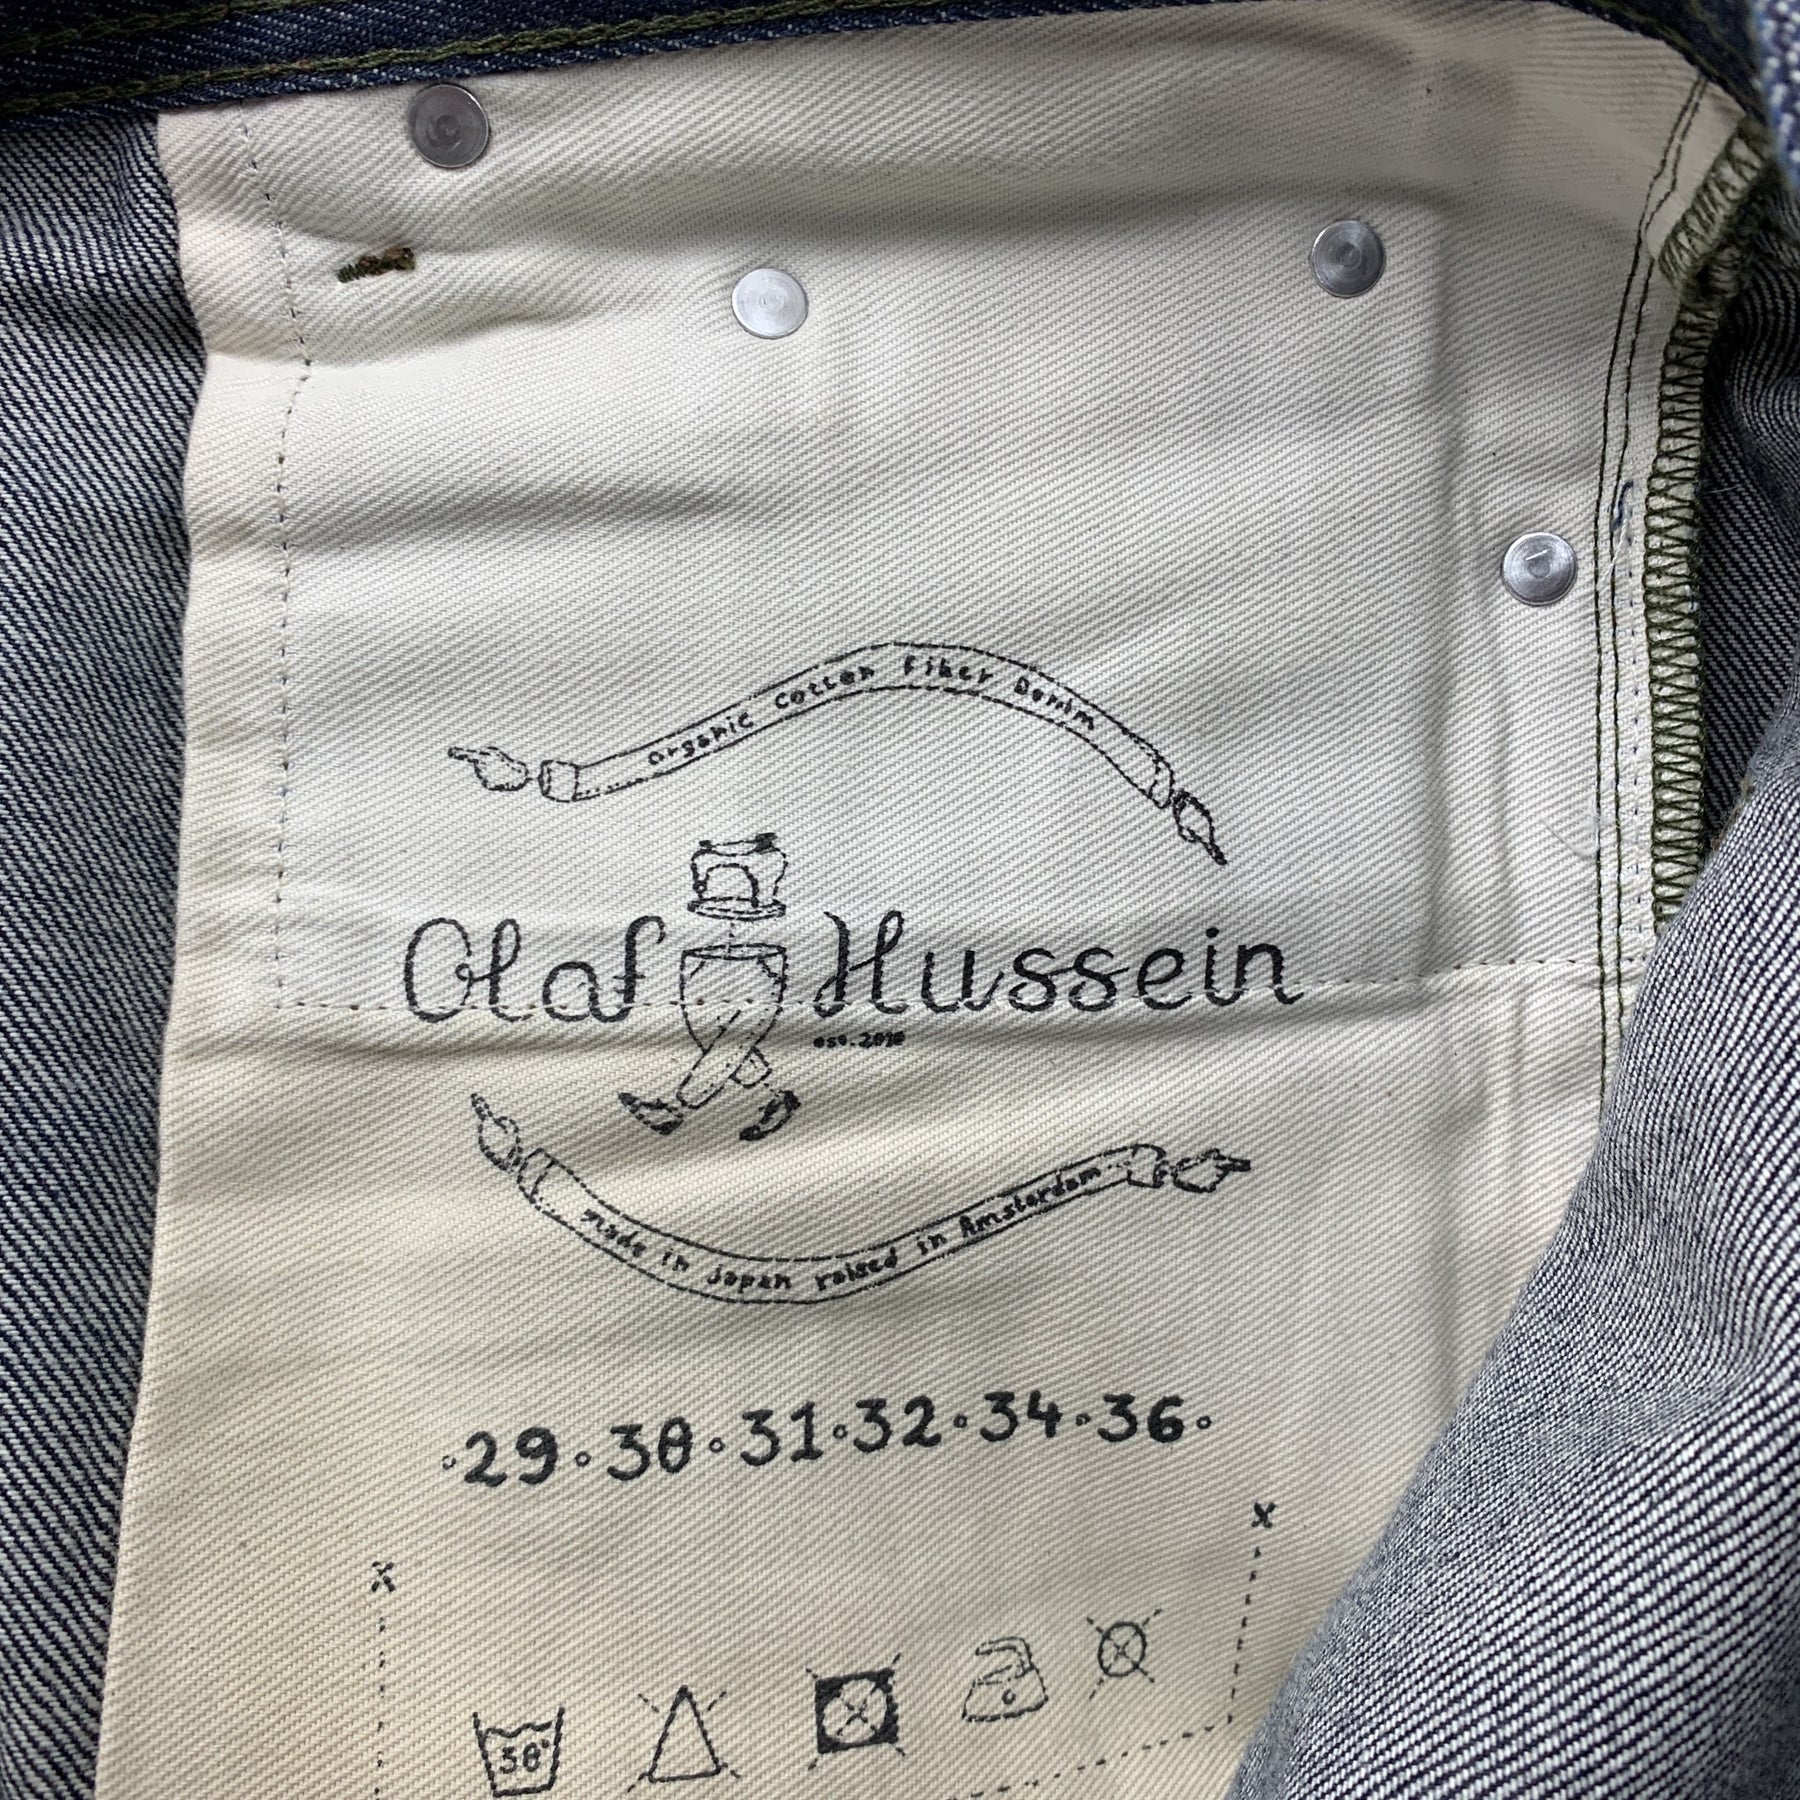 organic cotton Fiber Denim
Olaf Hussein
est. 2010
made in japan raised in Amsterdam
·29·30·31·32·34·36·
x x
30°